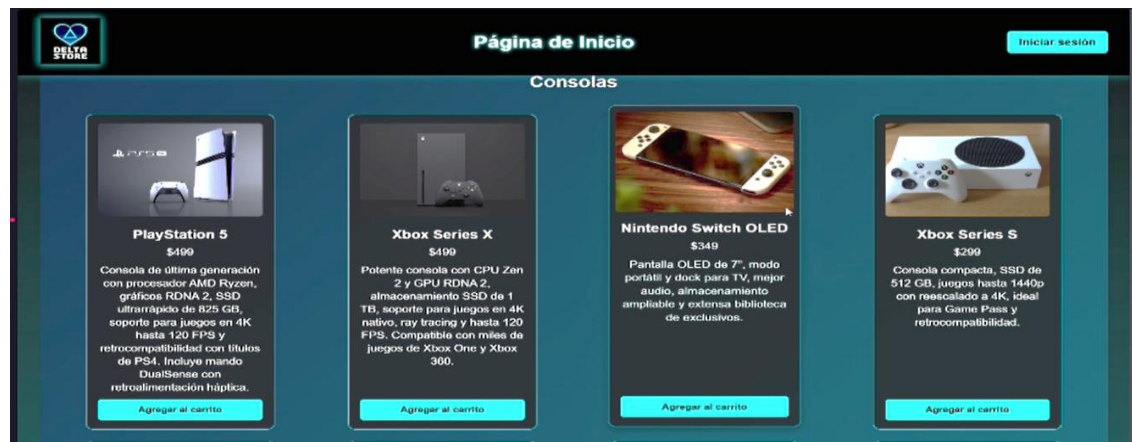 DELTA
STORE
Página de Inicio
Iniciar sesión
Consolas
PlayStation 5
$499
Consola de última generación
con procesador AMD Ryzen,
gráficos RDNA 2, SSD
ultrarrápido de 825 GB,
soporte para juegos en 4K
hasta 120 FPS y
retrocompatibilidad con títulos
de PS4. Incluye mando
DualSense con
retroalimentación háptica.
Agregar al carrito
Xbox Series X
$499
Potente consola con CPU Zen
2 y GPU RDNA 2,
almacenamiento SSD de 1
TB, soporte para juegos en 4K
nativo, ray tracing y hasta 120
FPS. Compatible con miles de
juegos de Xbox One y Xbox
360.
Agregar al carrito
Nintendo Switch OLED
$349
Pantalla OLED de 7", modo
portátil y dock para TV, mejor
audio, almacenamiento
ampliable y extensa biblioteca
de exclusivos.
Agregar al carrito
Xbox Series S
$299
Consola compacta, SSD de
512 GB, juegos hasta 1440p
con reescalado a 4K, ideal
para Game Pass y
retrocompatibilidad.
Agregar al carrito